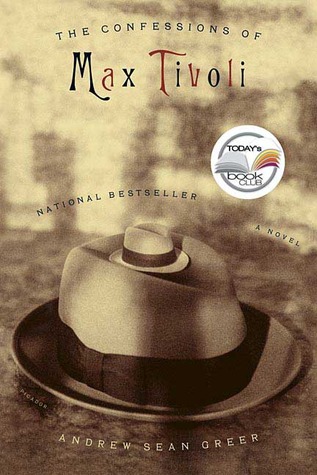 THE CONFESSIONS OF
Max Tivoli
TODAY's
book
CLUB
NATIONAL BESTSELLER
A NOVEL
PICADOR
ANDREW SEAN GREER